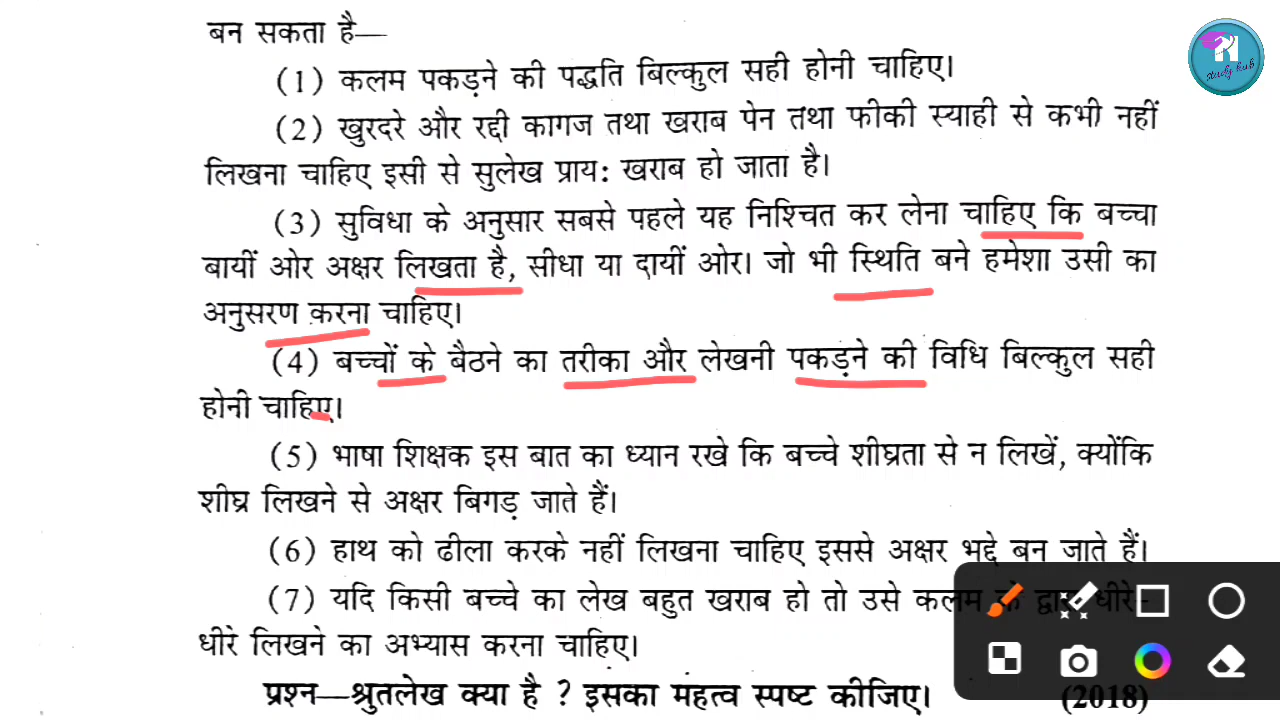 बन सकता है—
(1) कलम पकड़ने की पद्धति बिल्कुल सही होनी चाहिए।
(2) खुरदरे और रद्दी कागज तथा खराब पेन तथा फीकी स्याही से कभी नहीं
लिखना चाहिए इसी से सुलेख प्राय: खराब हो जाता है।
(3) सुविधा के अनुसार सबसे पहले यह निश्चित कर लेना चाहिए कि बच्चा
बायीं ओर अक्षर लिखता है, सीधा या दायीं ओर। जो भी स्थिति बने हमेशा उसी का
अनुसरण करना चाहिए।
(4) बच्चों के बैठने का तरीका और लेखनी पकड़ने की विधि बिल्कुल सही
होनी चाहिए।
(5) भाषा शिक्षक इस बात का ध्यान रखे कि बच्चे शीघ्रता से न लिखें, क्योंकि
शीघ्र लिखने से अक्षर बिगड़ जाते हैं।
(6) हाथ को ढीला करके नहीं लिखना चाहिए इससे अक्षर भद्दे बन जाते हैं।
(7) यदि किसी बच्चे का लेख बहुत खराब हो तो उसे कलम के द्वारा धीरे-
धीरे लिखने का अभ्यास करना चाहिए।
प्रश्न—श्रुतलेख क्या है ? इसका महत्व स्पष्ट कीजिए। (2018)
study hub